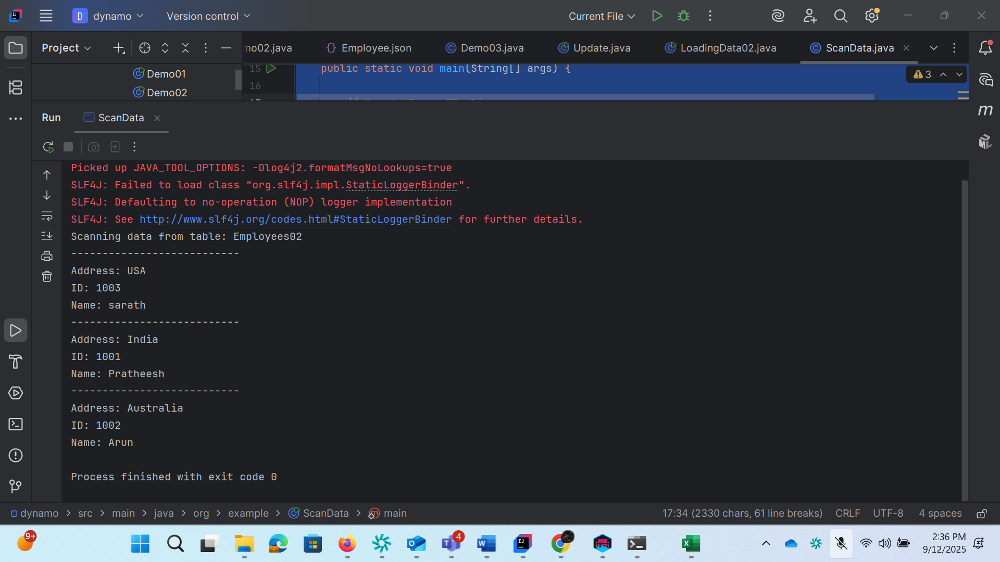 D dynamo Version control Current File
Project
mo02.java Employee.json Demo03.java Update.java LoadingData02.java ScanData.java
Demo01
Demo02
15 public static void main(String[] args) {
16
3
Run ScanData
Picked up JAVA_TOOL_OPTIONS: -Dlog4j2.formatMsgNoLookups=true
SLF4J: Failed to load class "org.slf4j.impl.StaticLoggerBinder".
SLF4J: Defaulting to no-operation (NOP) logger implementation
SLF4J: See http://www.slf4j.org/codes.html#StaticLoggerBinder for further details.
Scanning data from table: Employees02
---------------------------
Address: USA
ID: 1003
Name: sarath
---------------------------
Address: India
ID: 1001
Name: Pratheesh
---------------------------
Address: Australia
ID: 1002
Name: Arun
Process finished with exit code 0
dynamo > src > main > java > org > example > ScanData > main
17:34 (2330 chars, 61 line breaks) CRLF UTF-8 4 spaces
9+
4
2:36 PM
9/12/2025